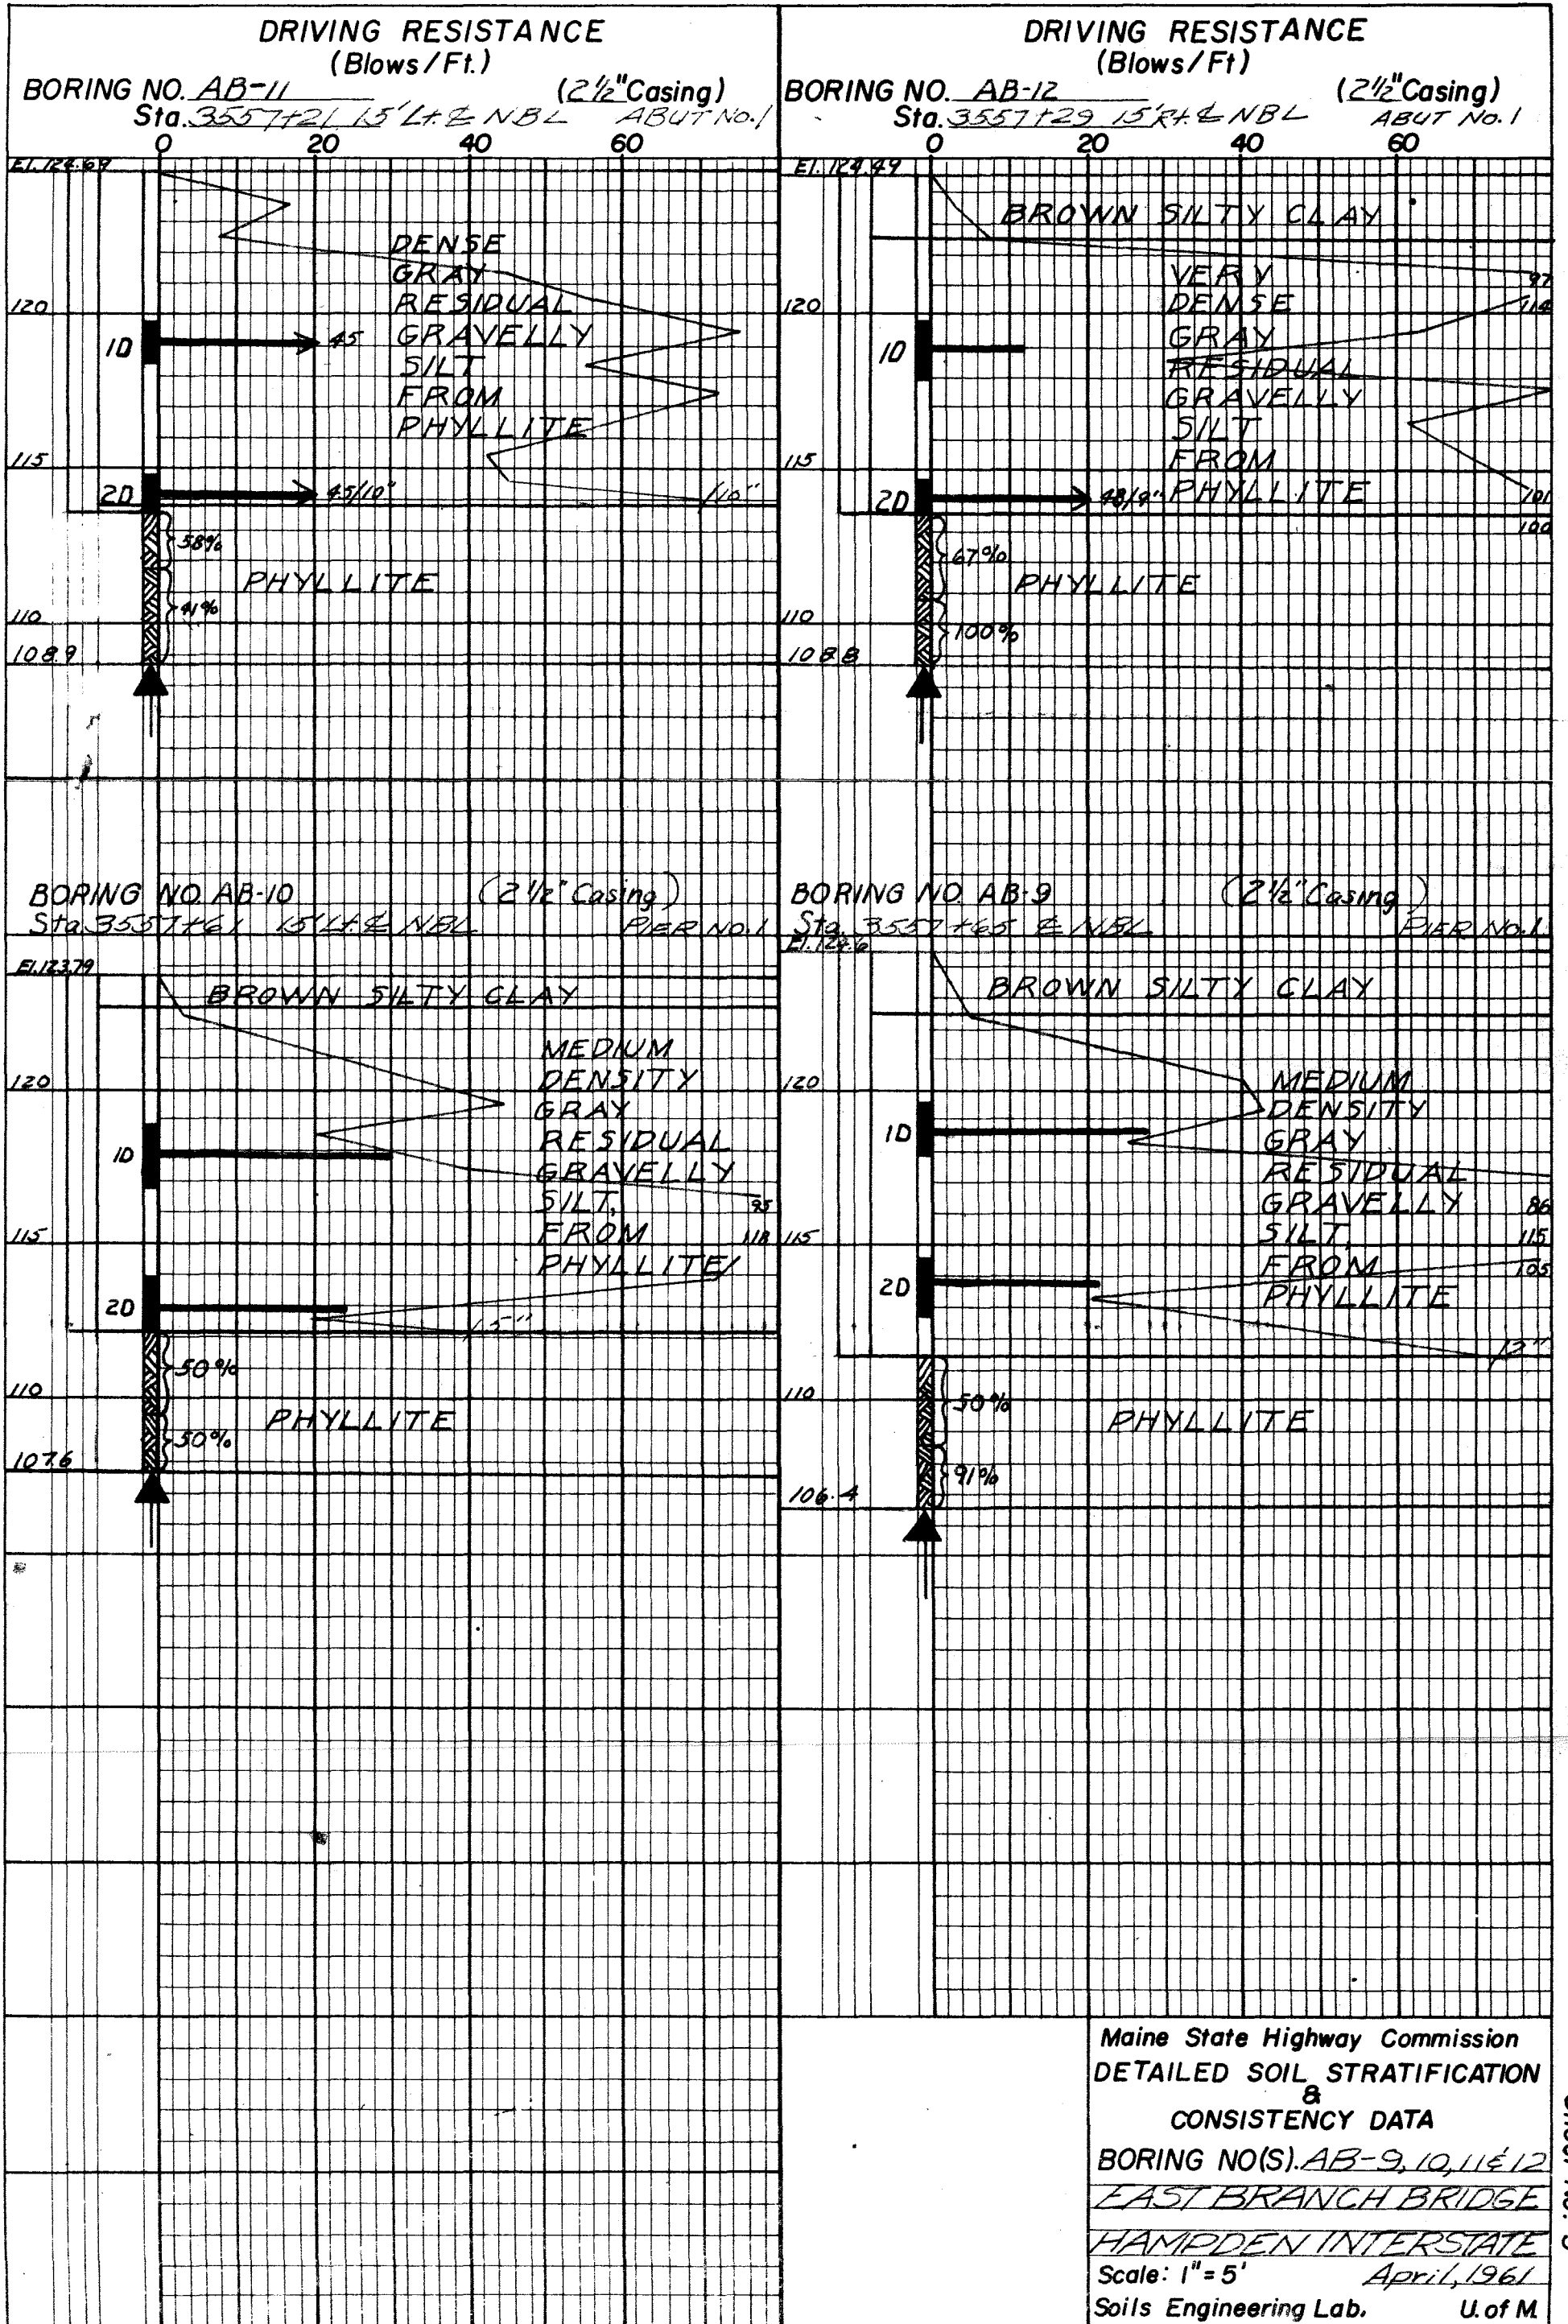 DRIVING RESISTANCE
(Blows/Ft.)
BORING NO. AB-11 (2½" Casing)
Sta. 3557+21 15' Lt. ℄ NBL ABUT No. 1
0 20 40 60
El. 124.69
DENSE
GRAY
RESIDUAL
120
GRAVELLY
1D 45
SILT
FROM
PHYLLITE
115
2D 45/10" /10"
58%
PHYLLITE
41%
110
108.9
DRIVING RESISTANCE
(Blows/Ft)
BORING NO. AB-12 (2½" Casing)
Sta. 3557+29 15' Rt. ℄ NBL ABUT No. 1
0 20 40 60
El. 124.49
BROWN SILTY CLAY
VERY 97
DENSE 114
120
GRAY
1D
RESIDUAL
GRAVELLY
SILT
FROM
115
2D 48/9" PHYLLITE 101
100
67%
PHYLLITE
110
100%
108.8
BORING NO. AB-10 (2½" Casing)
Sta. 3557+61 15' Lt. ℄ NBL PIER NO. 1
El. 123.79
BROWN SILTY CLAY
MEDIUM
120 DENSITY
GRAY
RESIDUAL
1D
GRAVELLY
SILT, 95
FROM 118
115
PHYLLITE
2D
/5"
50%
110
PHYLLITE
50%
107.6
BORING NO. AB-9 (2½" Casing)
Sta. 3557+65 ℄ NBL PIER NO. 1
El. 124.6
BROWN SILTY CLAY
120 MEDIUM
DENSITY
1D GRAY
RESIDUAL
GRAVELLY 86
115 SILT, 115
FROM 105
2D PHYLLITE
/2"
110 50%
PHYLLITE
91%
106.4
Maine State Highway Commission
DETAILED SOIL STRATIFICATION
&
CONSISTENCY DATA
BORING NO(S). AB-9, 10, 11 & 12
EAST BRANCH BRIDGE
HAMPDEN INTERSTATE
Scale: 1" = 5' April, 1961
Soils Engineering Lab. U. of M.